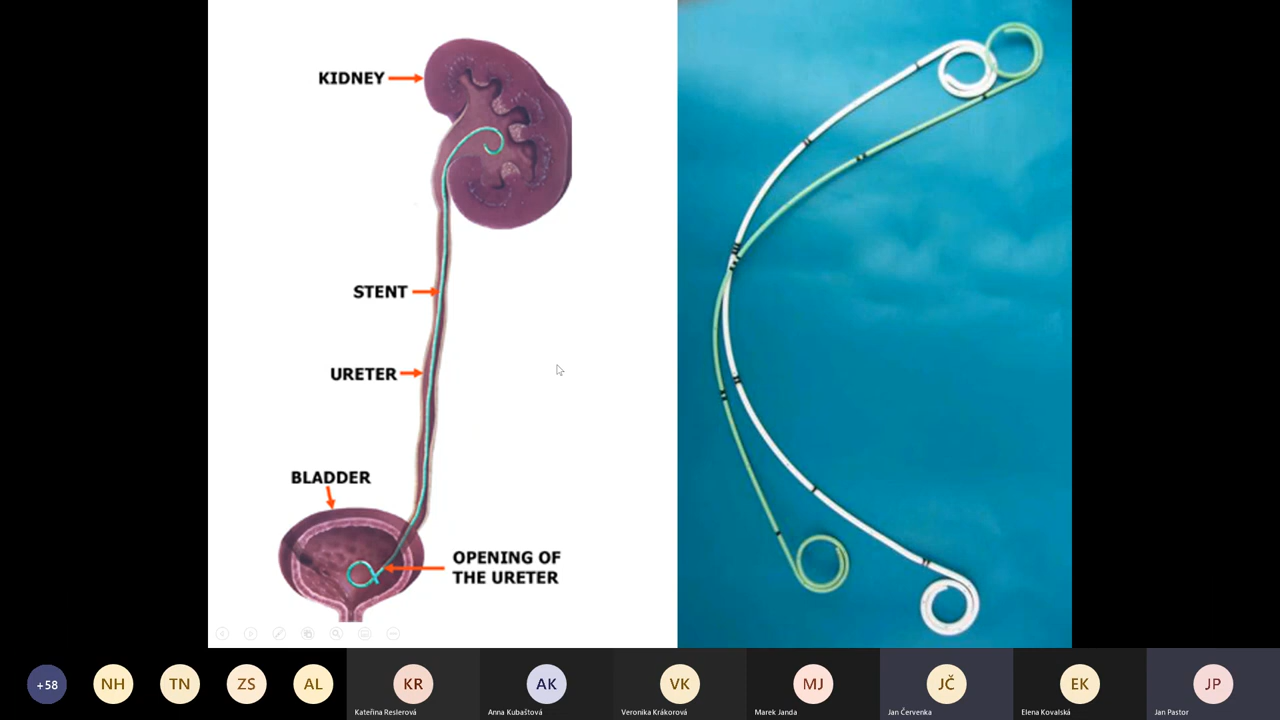 KIDNEY
STENT
URETER
BLADDER
OPENING OF
THE URETER
+58
NH
TN
ZS
AL
KR
Kateřina Reslerová
AK
Anna Kubaštová
VK
Veronika Krákorová
MJ
Marek Janda
JČ
Jan Červenka
EK
Elena Kovalská
JP
Jan Pastor